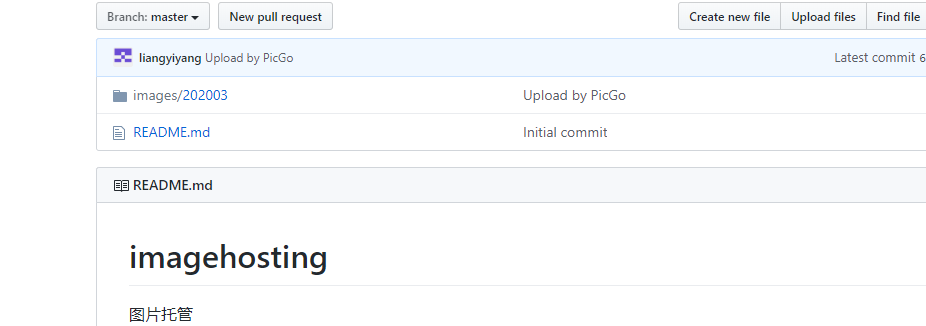 Branch: master New pull request Create new file Upload files Find file
liangyiyang Upload by PicGo Latest commit 6
images/202003 Upload by PicGo
README.md Initial commit
README.md
imagehosting
图片托管